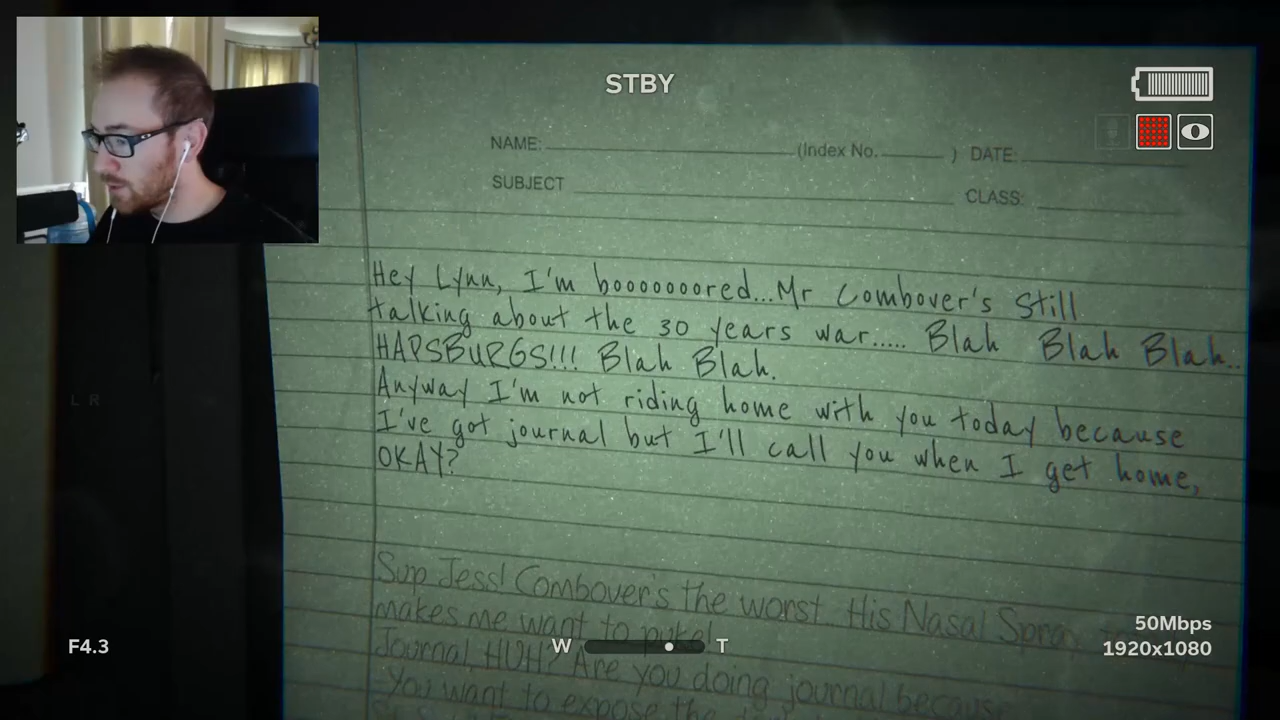 STBY
NAME: (Index No. ) DATE:
SUBJECT CLASS:
Hey Lynn, I'm boooooooored...Mr Combover's Still
talking about the 30 years war..... Blah Blah Blah..
HAPSBURGS!!! Blah Blah.
Anyway I'm not riding home with you today because
I've got journal but I'll call you when I get home,
OKAY?
L R
Sup Jess! Combover's the worst. His Nasal Spray
makes me want to puke!
Journal, HUH? Are you doing journal because
You want to expose the
F4.3
W T
50Mbps
1920x1080